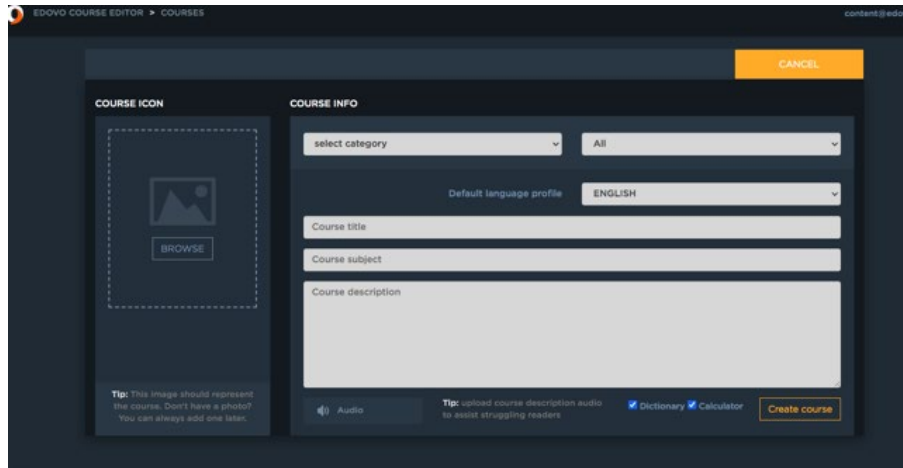 EDOVO COURSE EDITOR > COURSES
content@edo
CANCEL
COURSE ICON
COURSE INFO
select category
All
Default language profile
ENGLISH
Course title
BROWSE
Course subject
Course description
Tip: This image should represent
the course. Don't have a photo?
You can always add one later.
Audio
Tip: upload course description audio
to assist struggling readers
Dictionary
Calculator
Create course